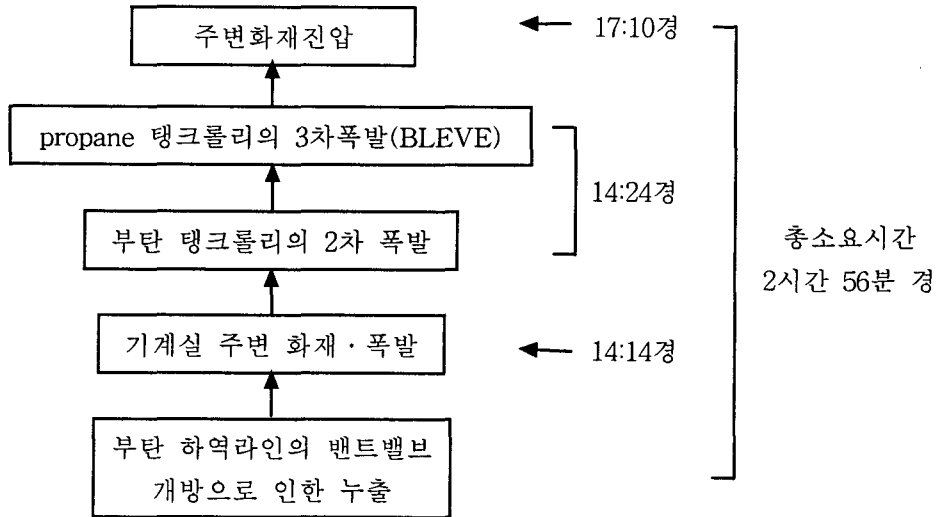 주변화재진압
17:10경
propane 탱크롤리의 3차폭발(BLEVE)
14:24경
부탄 탱크롤리의 2차 폭발
총소요시간
2시간 56분 경
기계실 주변 화재·폭발
14:14경
부탄 하역라인의 밴트밸브
개방으로 인한 누출